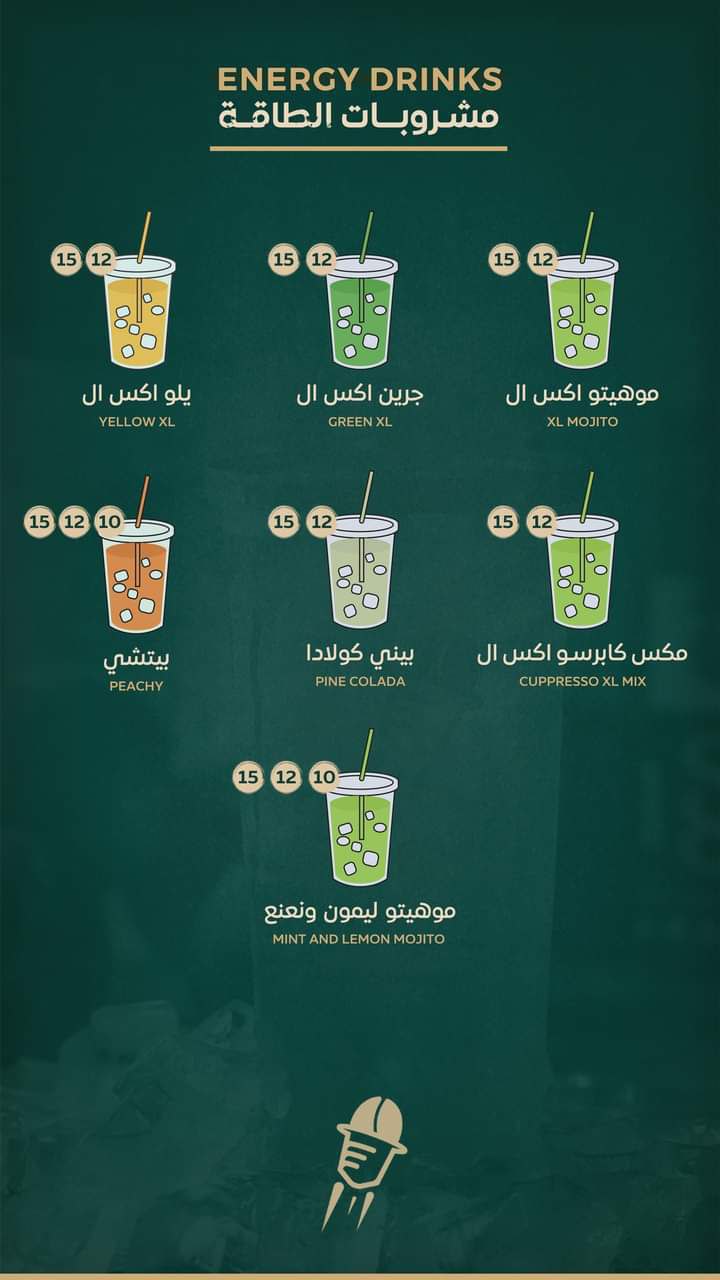 ENERGY DRINKS
مشروبات الطاقة
15 12
15 12
15 12
يلو اكس ال
جرين اكس ال
موهيتو اكس ال
YELLOW XL
GREEN XL
XL MOJITO
15 12 10
15 12
15 12
بيتشي
بيني كولادا
مكس كابرسو اكس ال
PEACHY
PINE COLADA
CUPPRESSO XL MIX
15 12 10
موهيتو ليمون ونعنع
MINT AND LEMON MOJITO